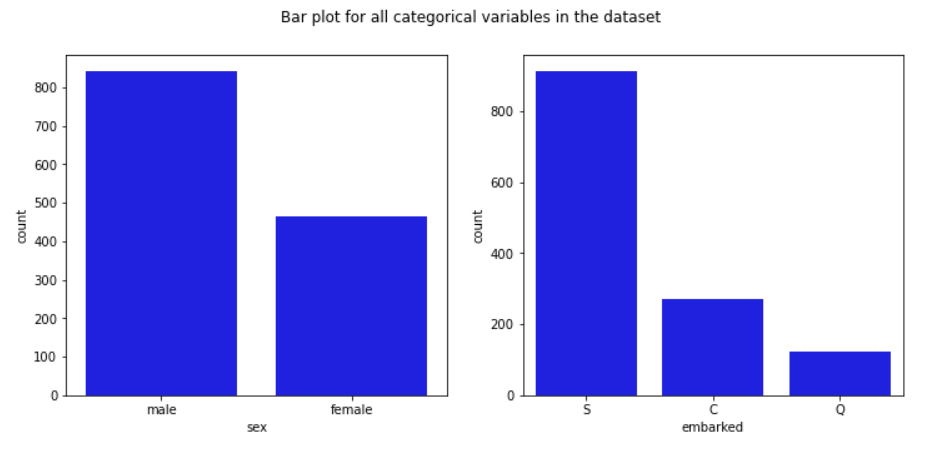 Bar plot for all categorical variables in the dataset
count
800
700
600
500
400
300
200
100
0
male female
sex
count
800
600
400
200
0
S C Q
embarked